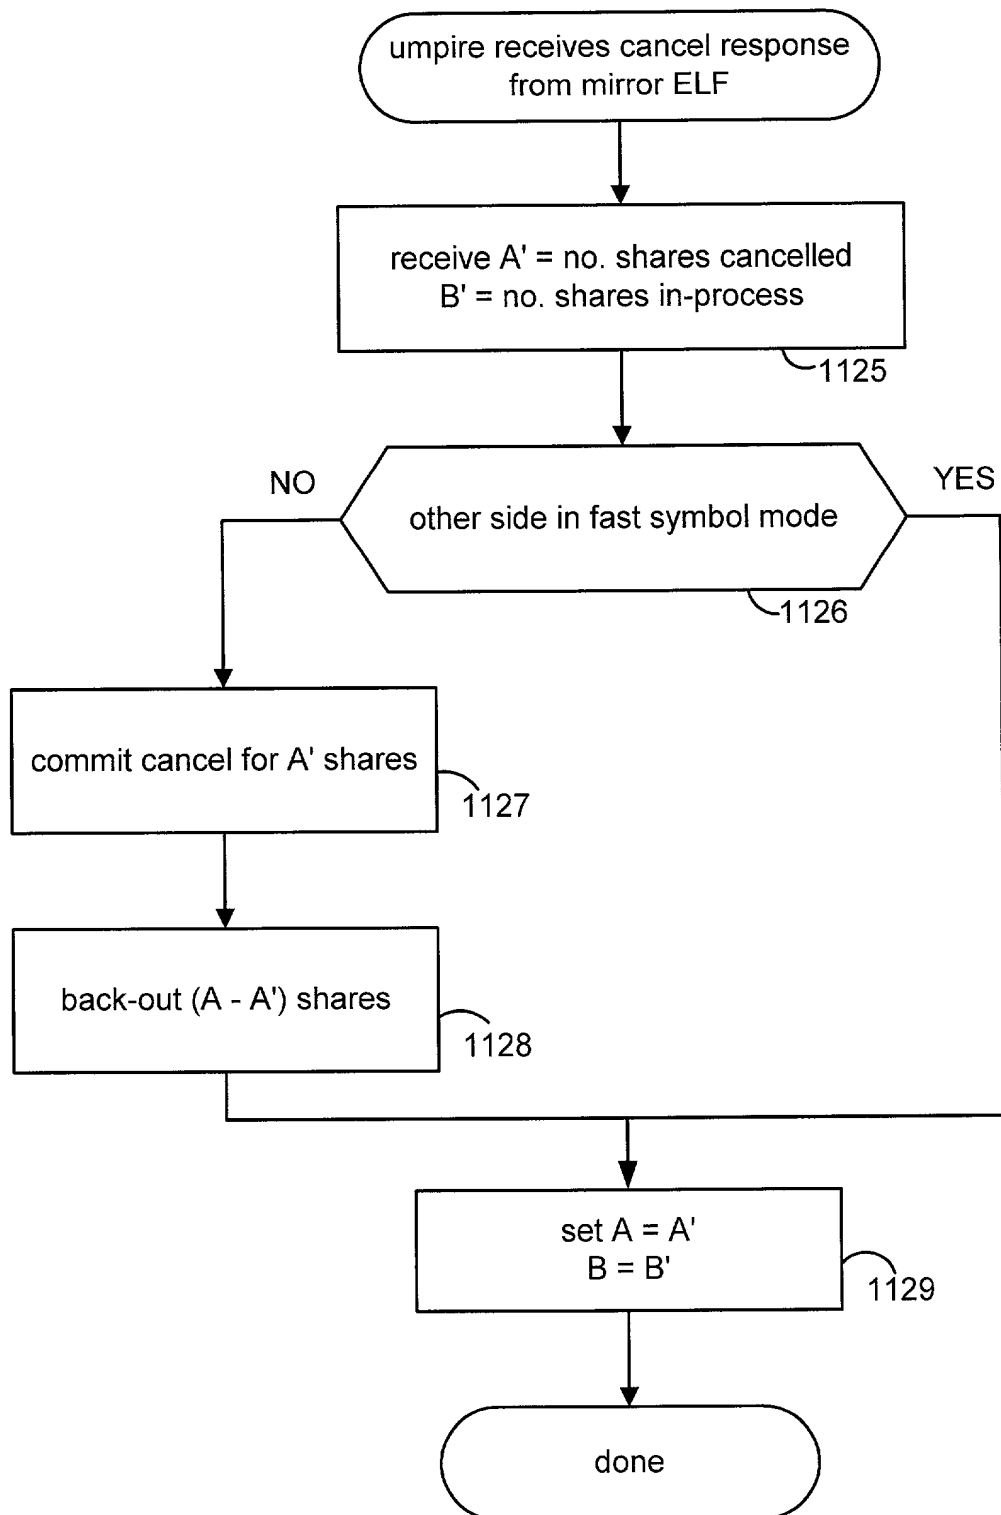 umpire receives cancel response
from mirror ELF
receive A' = no. shares cancelled
B' = no. shares in-process
1125
NO
YES
other side in fast symbol mode
1126
commit cancel for A' shares
1127
back-out (A - A') shares
1128
set A = A'
B = B'
1129
done